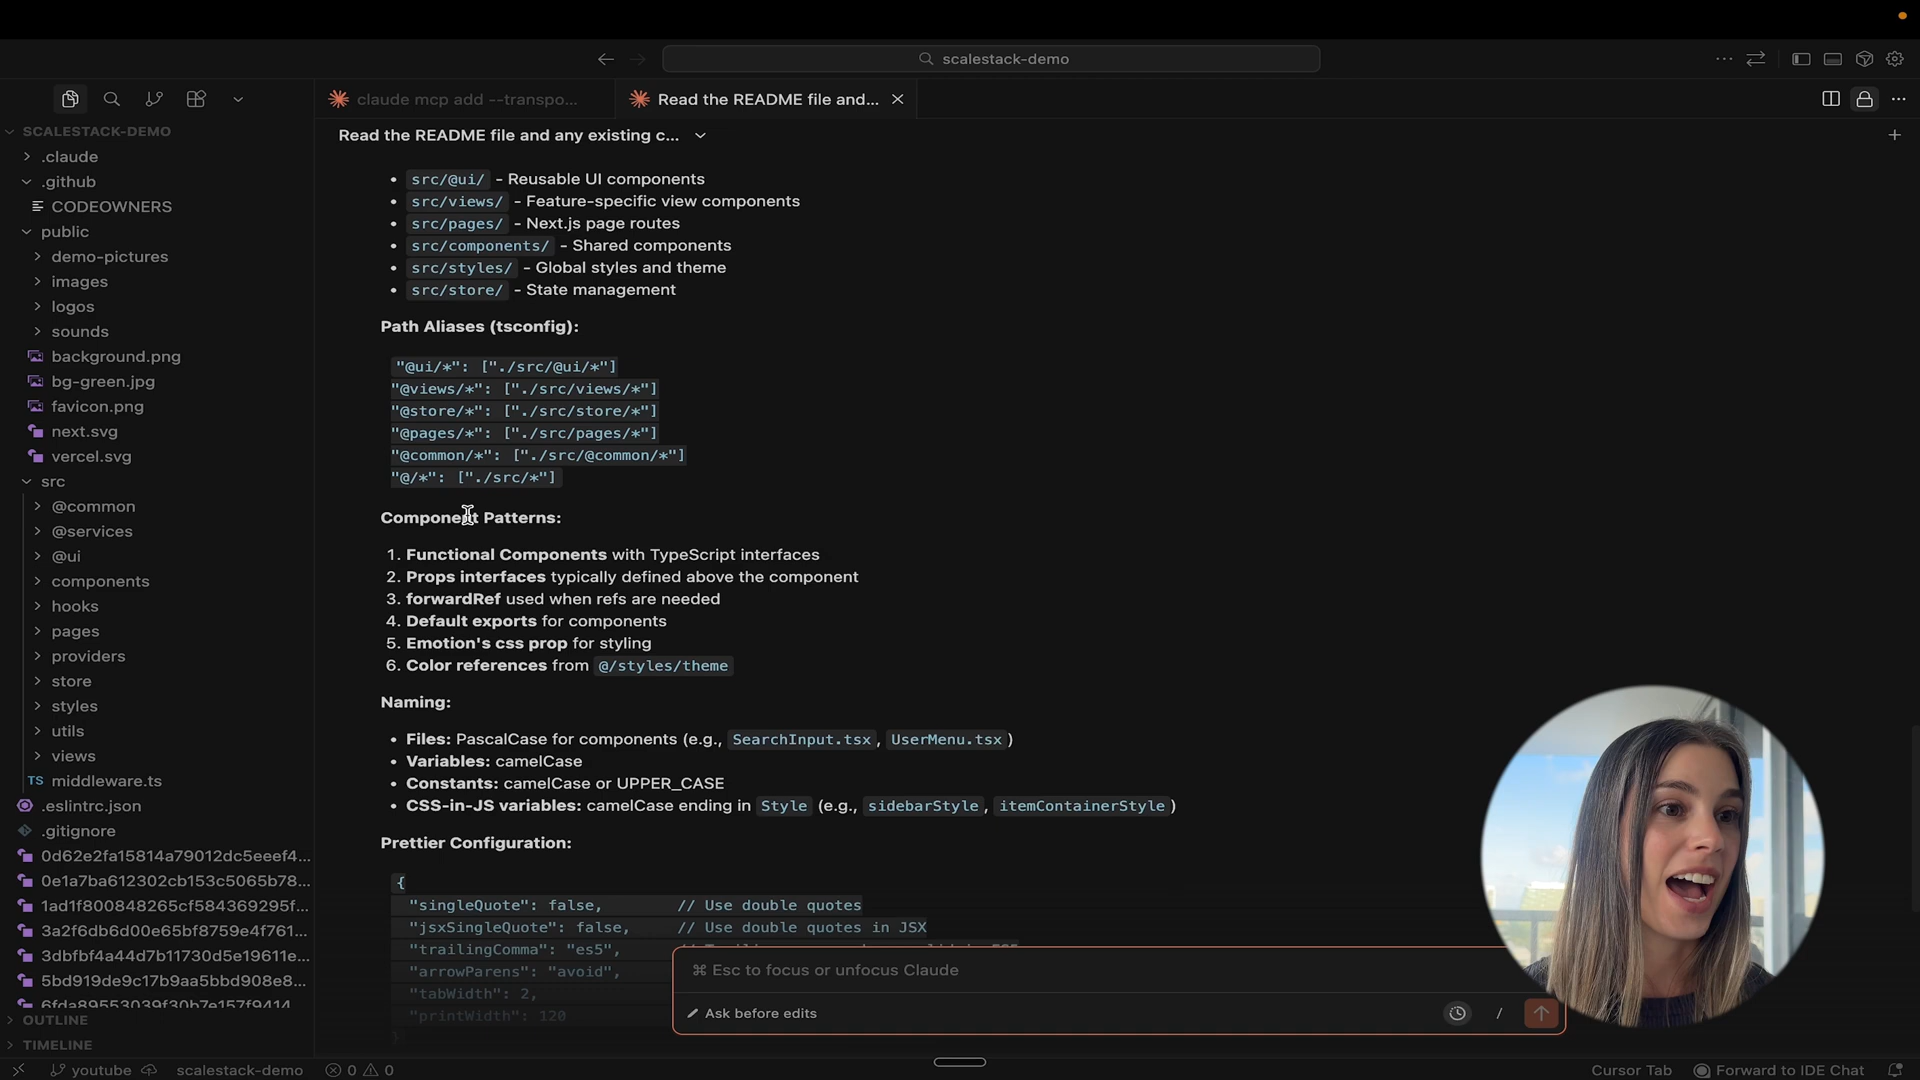 scalestack-demo
claude mcp add --transpo...
Read the README file and...
SCALESTACK-DEMO
.claude
.github
CODEOWNERS
public
demo-pictures
images
logos
sounds
background.png
bg-green.jpg
favicon.png
next.svg
vercel.svg
src
@common
@services
@ui
components
hooks
pages
providers
store
styles
utils
views
TS middleware.ts
.eslintrc.json
.gitignore
0d62e2fa15814a79012dc5eeef4...
0e1a7ba612302cb153c5065b78...
1ad1f800848265cf584369295f...
3a2f6db6d00e65bf8759e4f761...
3dbfbf4a44d7b11730d5e19611e...
5bd919de9c17b9aa5bbd908e8...
6fda89553039f30b7e157f9414
OUTLINE
TIMELINE
Read the README file and any existing c...
• src/@ui/ - Reusable UI components
• src/views/ - Feature-specific view components
• src/pages/ - Next.js page routes
• src/components/ - Shared components
• src/styles/ - Global styles and theme
• src/store/ - State management
Path Aliases (tsconfig):
"@ui/*": ["./src/@ui/*"]
"@views/*": ["./src/views/*"]
"@store/*": ["./src/store/*"]
"@pages/*": ["./src/pages/*"]
"@common/*": ["./src/@common/*"]
"@/*": ["./src/*"]
Component Patterns:
1. Functional Components with TypeScript interfaces
2. Props interfaces typically defined above the component
3. forwardRef used when refs are needed
4. Default exports for components
5. Emotion's css prop for styling
6. Color references from @/styles/theme
Naming:
• Files: PascalCase for components (e.g., SearchInput.tsx, UserMenu.tsx)
• Variables: camelCase
• Constants: camelCase or UPPER_CASE
• CSS-in-JS variables: camelCase ending in Style (e.g., sidebarStyle, itemContainerStyle)
Prettier Configuration:
{
"singleQuote": false, // Use double quotes
"jsxSingleQuote": false, // Use double quotes in JSX
"trailingComma": "es5",
"arrowParens": "avoid",
"tabWidth": 2,
"printWidth": 120
}
⌘ Esc to focus or unfocus Claude
Ask before edits
/
youtube
scalestack-demo
0
0
Cursor Tab
Forward to IDE Chat